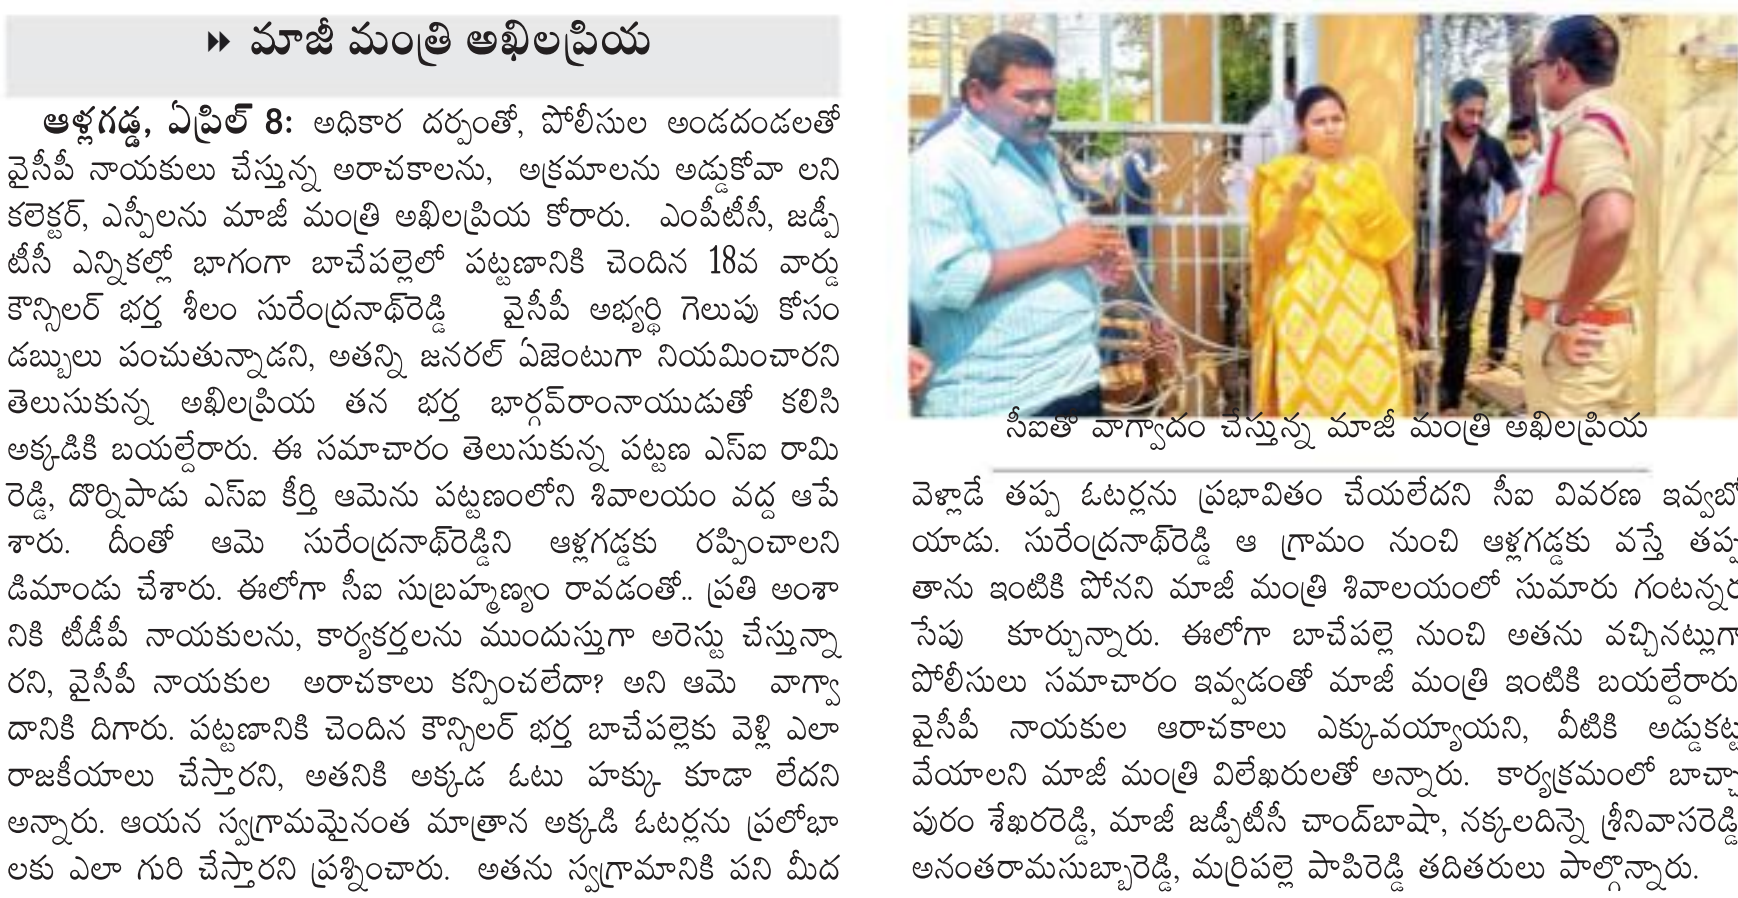 మాజీ మంత్రి అఖిలప్రియ
ఆళ్లగడ్డ, ఏప్రిల్ 8: అధికార దర్పంతో, పోలీసుల అండదండలతో
వైసీపీ నాయకులు చేస్తున్న అరాచకాలను, అక్రమాలను అడ్డుకోవా లని
కలెక్టర్, ఎస్పీలను మాజీ మంత్రి అఖిలప్రియ కోరారు. ఎంపీటీసీ, జడ్పీ
టీసీ ఎన్నికల్లో భాగంగా బాచేపల్లెలో పట్టణానికి చెందిన 18వ వార్డు
కౌన్సిలర్ భర్త శీలం సురేంద్రనాథ్‌రెడ్డి వైసీపీ అభ్యర్థి గెలుపు కోసం
డబ్బులు పంచుతున్నాడని, అతన్ని జనరల్ ఏజెంటుగా నియమించారని
తెలుసుకున్న అఖిలప్రియ తన భర్త భార్గవ్‌రాంనాయుడుతో కలిసి
అక్కడికి బయల్దేరారు. ఈ సమాచారం తెలుసుకున్న పట్టణ ఎస్ఐ రామి
రెడ్డి, దొర్నిపాడు ఎస్ఐ కీర్తి ఆమెను పట్టణంలోని శివాలయం వద్ద ఆపే
శారు. దీంతో ఆమె సురేంద్రనాథ్‌రెడ్డిని ఆళ్లగడ్డకు రప్పించాలని
డిమాండు చేశారు. ఈలోగా సీఐ సుబ్రహ్మణ్యం రావడంతో.. ప్రతి అంశా
నికి టీడీపీ నాయకులను, కార్యకర్తలను ముందుస్తుగా అరెస్టు చేస్తున్నా
రని, వైసీపీ నాయకుల అరాచకాలు కన్పించలేదా? అని ఆమె వాగ్వా
దానికి దిగారు. పట్టణానికి చెందిన కౌన్సిలర్ భర్త బాచేపల్లెకు వెళ్లి ఎలా
రాజకీయాలు చేస్తారని, అతనికి అక్కడ ఓటు హక్కు కూడా లేదని
అన్నారు. ఆయన స్వగ్రామమైనంత మాత్రాన అక్కడి ఓటర్లను ప్రలోభా
లకు ఎలా గురి చేస్తారని ప్రశ్నించారు. అతను స్వగ్రామానికి పని మీద
సీఐతో వాగ్వాదం చేస్తున్న మాజీ మంత్రి అఖిలప్రియ
వెళ్లాడే తప్ప ఓటర్లను ప్రభావితం చేయలేదని సీఐ వివరణ ఇవ్వబో
యాడు. సురేంద్రనాథ్‌రెడ్డి ఆ గ్రామం నుంచి ఆళ్లగడ్డకు వస్తే తప్ప
తాను ఇంటికి పోనని మాజీ మంత్రి శివాలయంలో సుమారు గంటన్నర
సేపు కూర్చున్నారు. ఈలోగా బాచేపల్లె నుంచి అతను వచ్చినట్లుగా
పోలీసులు సమాచారం ఇవ్వడంతో మాజీ మంత్రి ఇంటికి బయల్దేరారు
వైసీపీ నాయకుల ఆరాచకాలు ఎక్కువయ్యాయని, వీటికి అడ్డుకట్ట
వేయాలని మాజీ మంత్రి విలేఖరులతో అన్నారు. కార్యక్రమంలో బాచ్చా
పురం శేఖరరెడ్డి, మాజీ జడ్పీటీసీ చాంద్‌బాషా, నక్కలదిన్నె శ్రీనివాసరెడ్డి
అనంతరామసుబ్బారెడ్డి, మర్రిపల్లె పాపిరెడ్డి తదితరులు పాల్గొన్నారు.